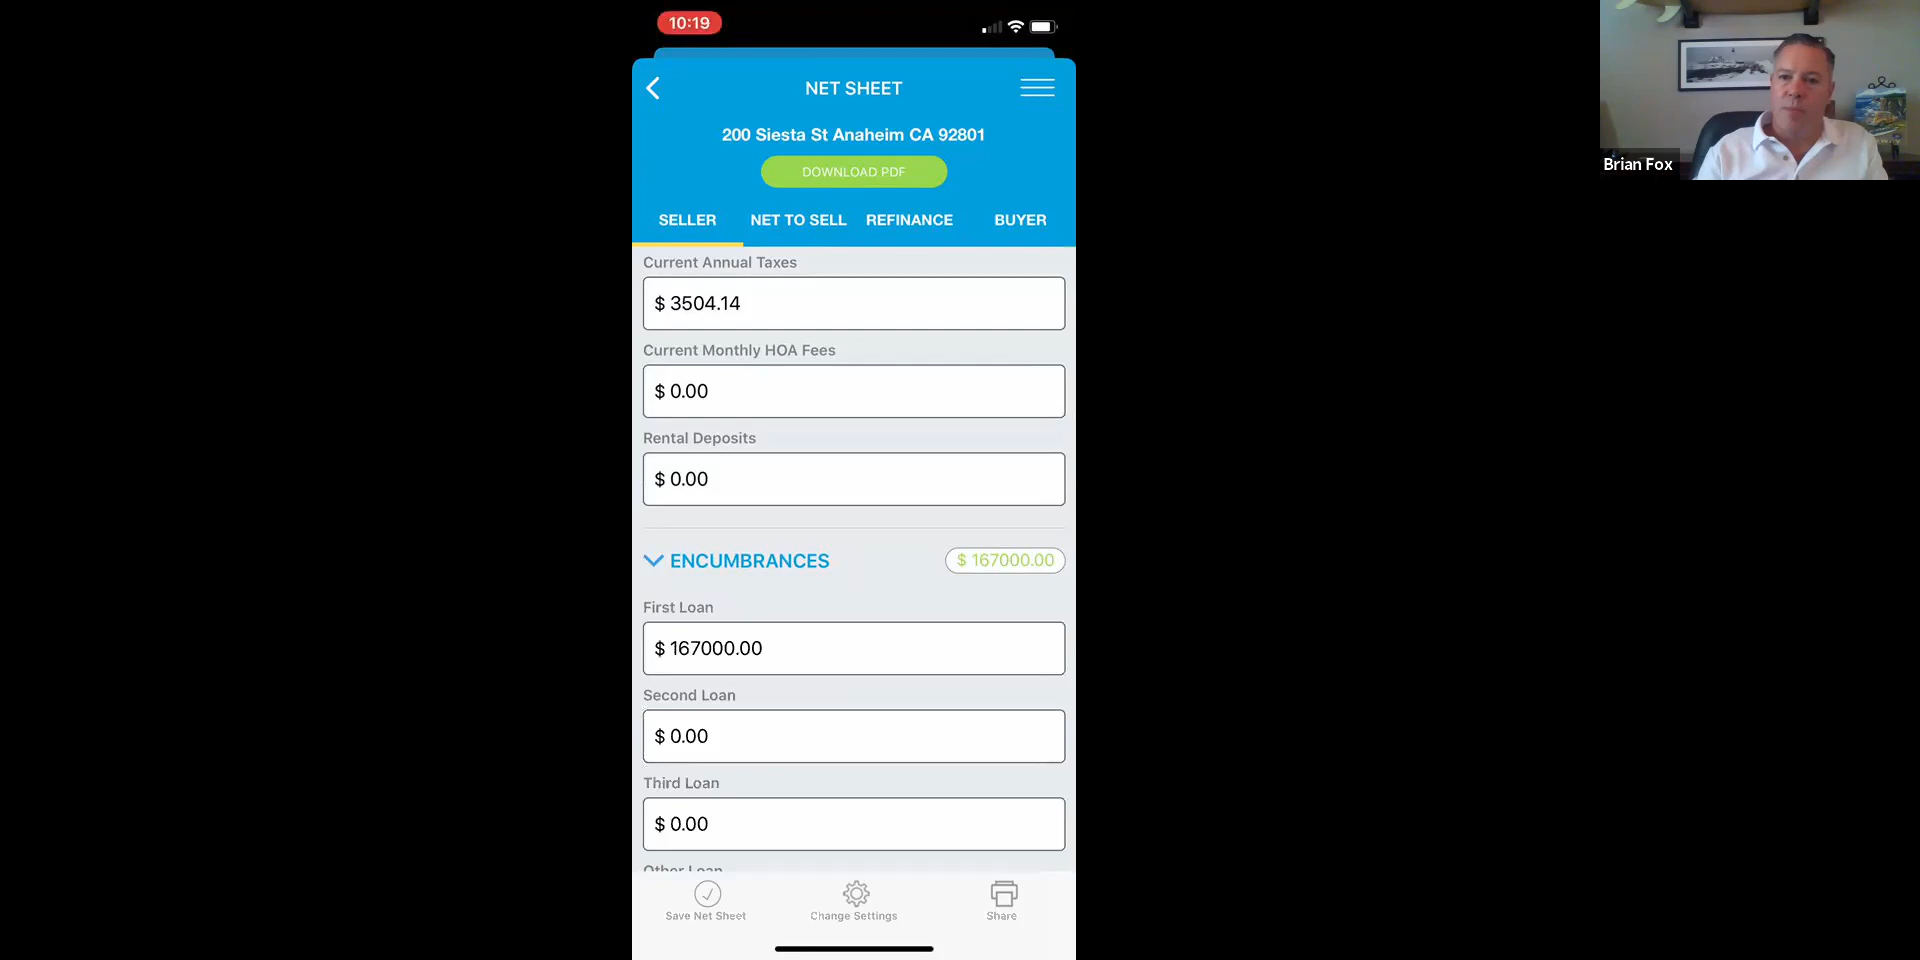 10:19
NET SHEET
200 Siesta St Anaheim CA 92801
DOWNLOAD PDF
SELLER NET TO SELL REFINANCE BUYER
Current Annual Taxes
$ 3504.14
Current Monthly HOA Fees
$ 0.00
Rental Deposits
$ 0.00
ENCUMBRANCES $ 167000.00
First Loan
$ 167000.00
Second Loan
$ 0.00
Third Loan
$ 0.00
Other Loan
Save Net Sheet Change Settings Share
Brian Fox